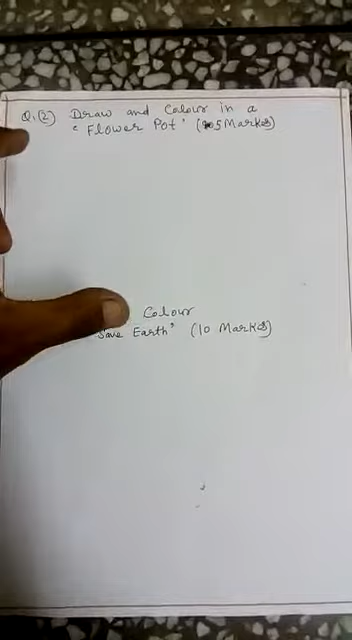 Q.(2) Draw and Colour in a
"Flower Pot" (05 Marks)
Colour
Save Earth" (10 Marks)